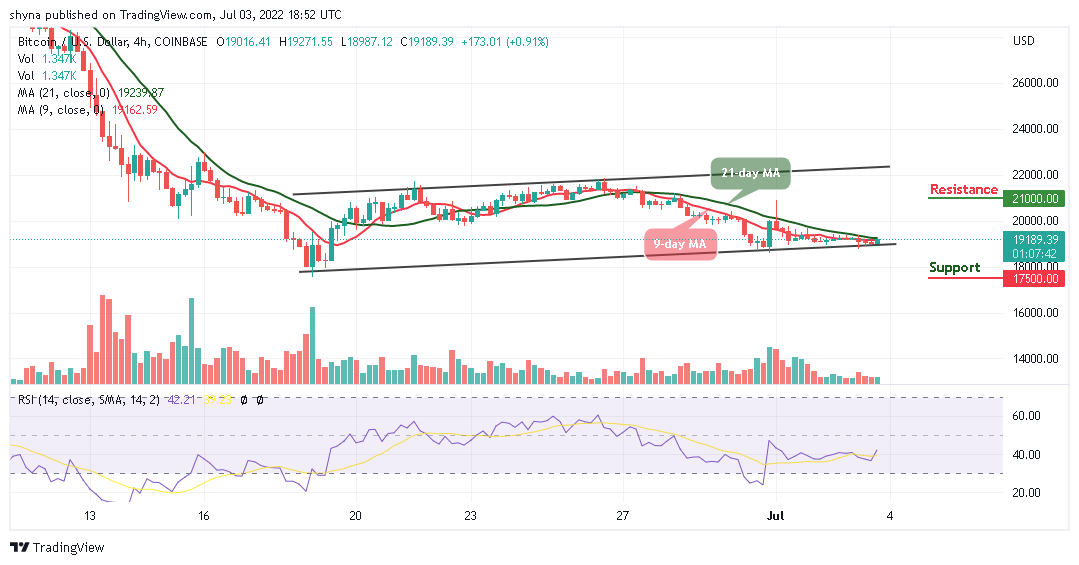 shyna published on TradingView.com, Jul 03, 2022 18:52 UTC
Bitcoin / U.S. Dollar, 4h, COINBASE O19016.41 H19271.55 L18987.12 C19189.39 +173.01 (+0.91%)
Vol 1.347K
Vol 1.347K
MA (21, close, 0) 19239.87
MA (9, close, 0) 19162.59
USD
26000.00
24000.00
22000.00
21-day MA
Resistance
21000.00
20000.00
9-day MA
19189.39
01:07:42
18000.00
Support
17500.00
16000.00
14000.00
RSI (14, close, SMA, 14, 2) 42.21 39.23 Ø Ø
60.00
40.00
20.00
13 16 20 23 27 Jul 4
TradingView